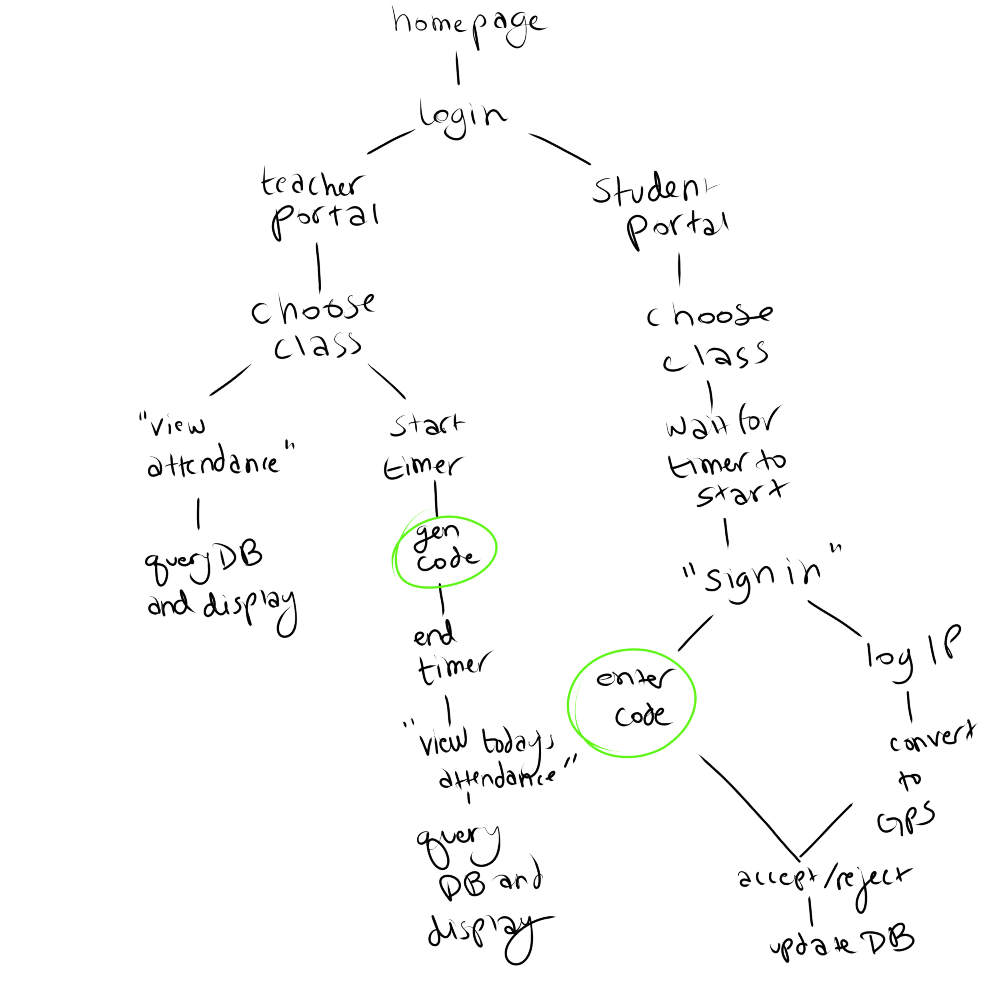 homepage
login
teacher
portal
choose
class
"view
attendance"
query DB
and display
start
timer
gen
code
end
timer
"view todays
attendance"
query
DB and
display
student
portal
choose
class
wait for
timer to
start
"sign in"
enter
code
log IP
convert
to
GPS
accept/reject
update DB